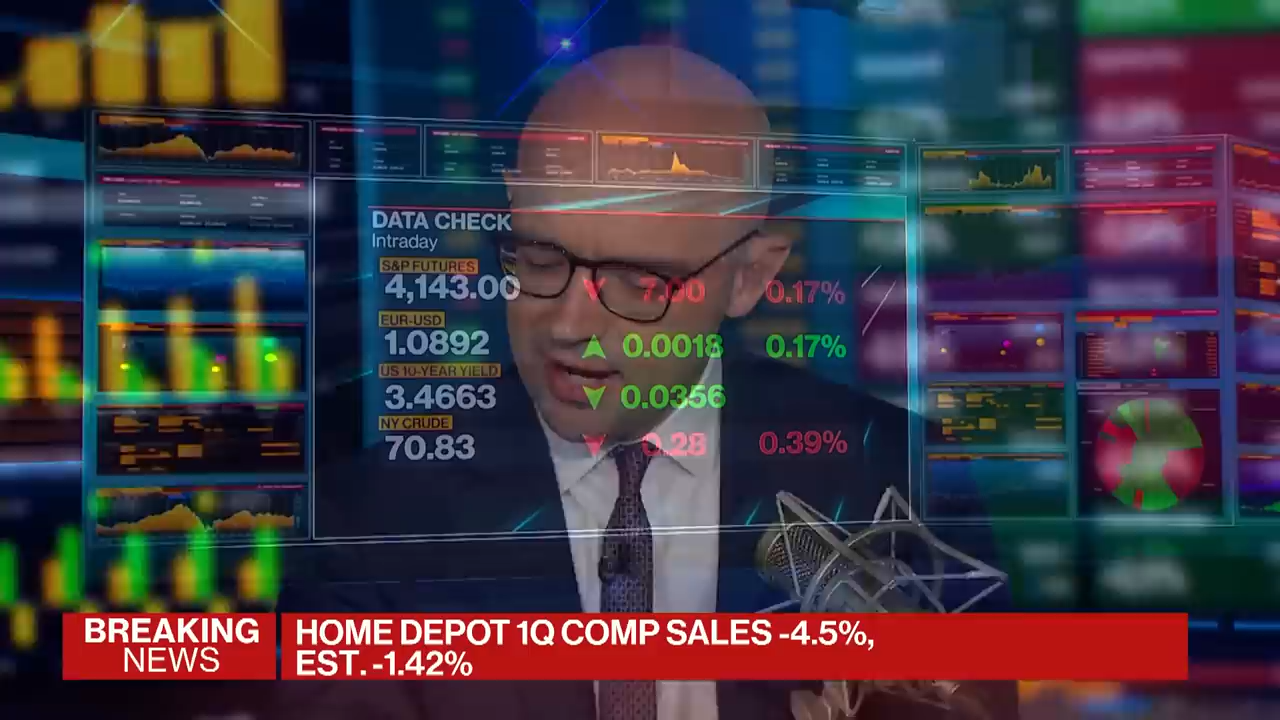 DATA CHECK
Intraday
S&P FUTURES
4,143.00 ▼ 7.00 0.17%
EUR-USD
1.0892 ▲ 0.0018 0.17%
US 10-YEAR YIELD
3.4663 ▼ 0.0356
NY CRUDE
70.83 ▼ 0.28 0.39%
BREAKING
NEWS
HOME DEPOT 1Q COMP SALES -4.5%,
EST. -1.42%